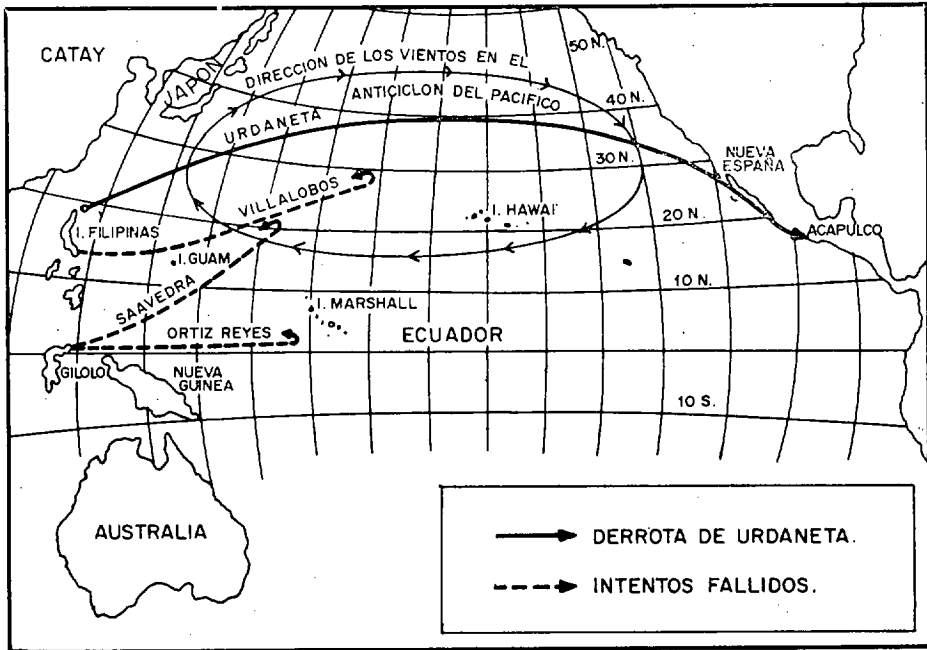 CATAY
JAPON
DIRECCION DE LOS VIENTOS EN EL
ANTICICLON DEL PACIFICO
50 N.
40 N.
URDANETA
30 N.
NUEVA
ESPAÑA
VILLALOBOS
I. HAWAI
20 N.
ACAPULCO
I. FILIPINAS
I. GUAM
10 N.
SAAVEDRA
I. MARSHALL
ORTIZ REYES
ECUADOR
GILOLO
NUEVA
GUINEA
10 S.
AUSTRALIA
DERROTA DE URDANETA.
INTENTOS FALLIDOS.